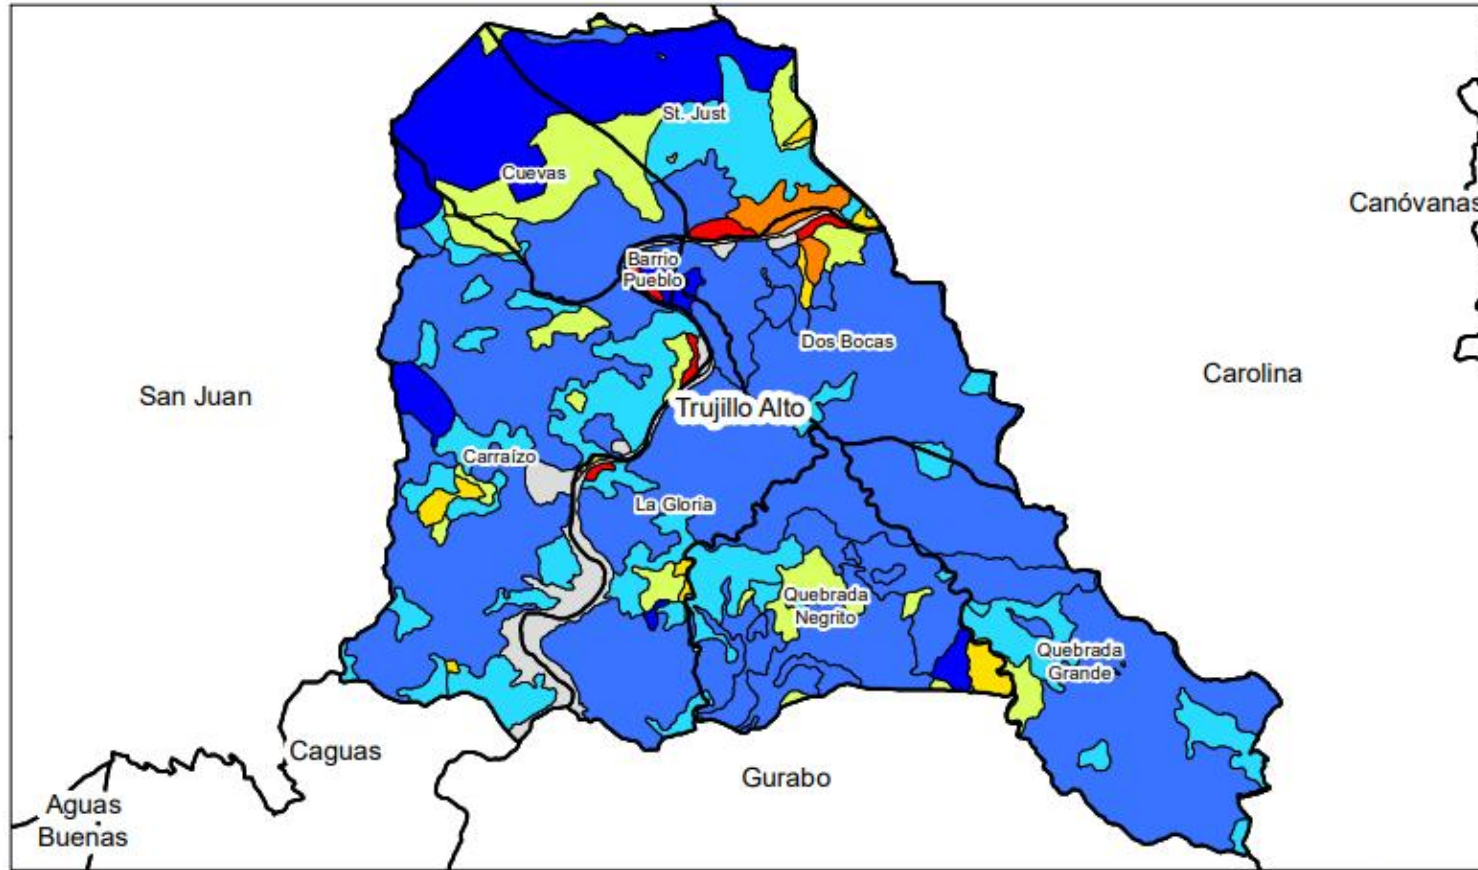 St. Just
Cuevas
Canóvanas
Barrio
Pueblo
Dos Bocas
Carolina
San Juan
Trujillo Alto
Carraízo
La Gloria
Quebrada
Negrito
Quebrada
Grande
Caguas
Gurabo
Aguas
Buenas